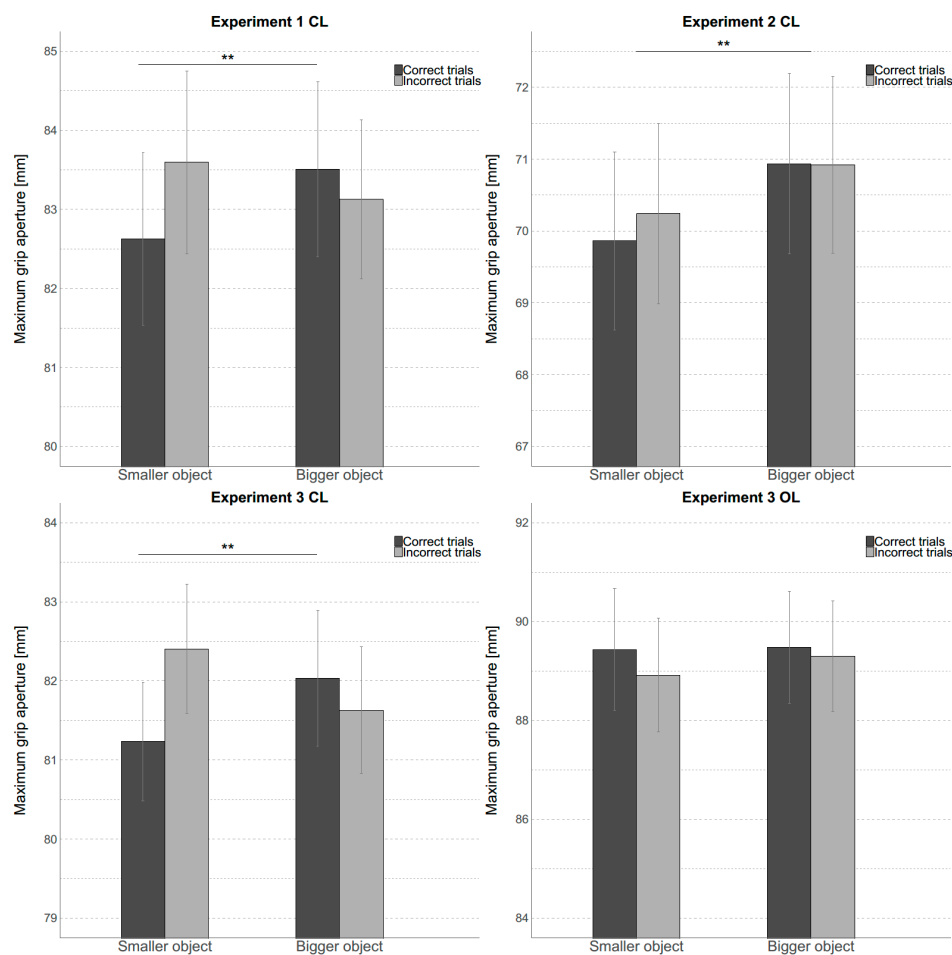 Experiment 1 CL
Maximum grip aperture [mm]
85
84
83
82
81
80
**
Correct trials
Incorrect trials
Smaller object Bigger object
Experiment 2 CL
Maximum grip aperture [mm]
72
71
70
69
68
67
**
Correct trials
Incorrect trials
Smaller object Bigger object
Experiment 3 CL
Maximum grip aperture [mm]
84
83
82
81
80
79
**
Correct trials
Incorrect trials
Smaller object Bigger object
Experiment 3 OL
Maximum grip aperture [mm]
92
90
88
86
84
Correct trials
Incorrect trials
Smaller object Bigger object